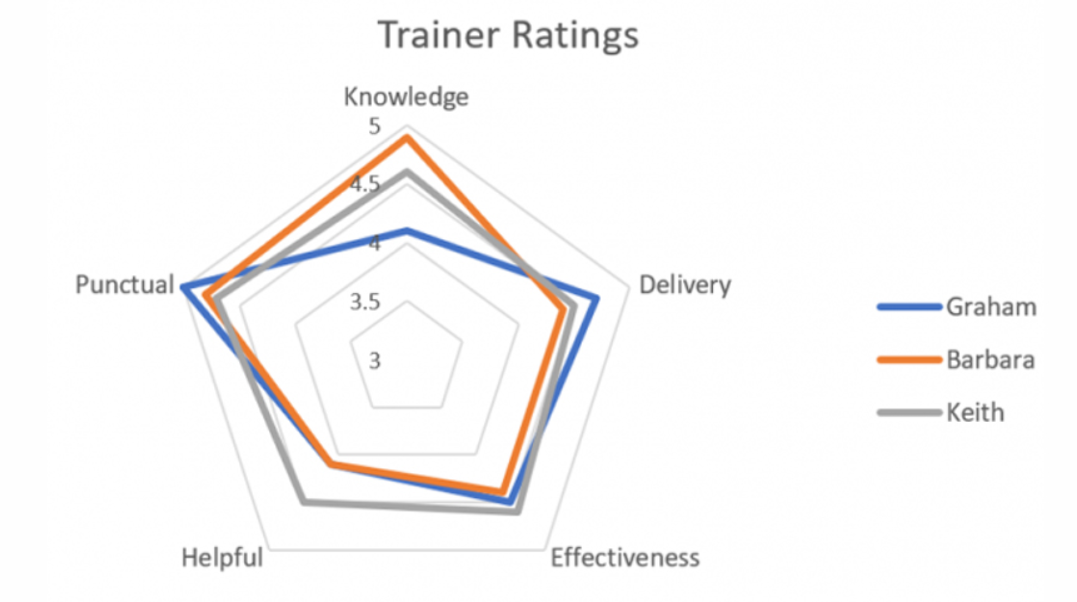 Trainer Ratings
Knowledge
5
4.5
4
3.5
3
Punctual
Delivery
Helpful
Effectiveness
Graham
Barbara
Keith